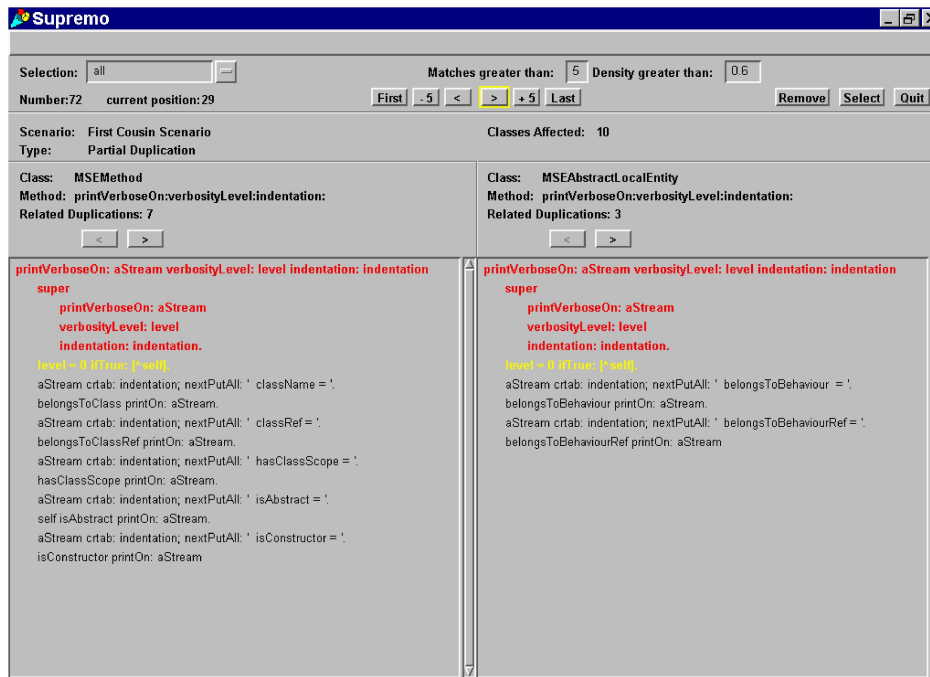 Supremo
Selection: all Matches greater than: 5 Density greater than: 0.6
Number:72 current position:29 First - 5 < > + 5 Last Remove Select Quit
Scenario: First Cousin Scenario Classes Affected: 10
Type: Partial Duplication
Class: MSEMethod
Method: printVerboseOn:verbosityLevel:indentation:
Related Duplications: 7
< >
Class: MSEAbstractLocalEntity
Method: printVerboseOn:verbosityLevel:indentation:
Related Duplications: 3
< >
printVerboseOn: aStream verbosityLevel: level indentation: indentation
super
printVerboseOn: aStream
verbosityLevel: level
indentation: indentation.
level = 0 ifTrue: [^self].
aStream crtab: indentation; nextPutAll: ' className = '.
belongsToClass printOn: aStream.
aStream crtab: indentation; nextPutAll: ' classRef = '.
belongsToClassRef printOn: aStream.
aStream crtab: indentation; nextPutAll: ' hasClassScope = '.
hasClassScope printOn: aStream.
aStream crtab: indentation; nextPutAll: ' isAbstract = '.
self isAbstract printOn: aStream.
aStream crtab: indentation; nextPutAll: ' isConstructor = '.
isConstructor printOn: aStream
printVerboseOn: aStream verbosityLevel: level indentation: indentation
super
printVerboseOn: aStream
verbosityLevel: level
indentation: indentation.
level = 0 ifTrue: [^self].
aStream crtab: indentation; nextPutAll: ' belongsToBehaviour = '.
belongsToBehaviour printOn: aStream.
aStream crtab: indentation; nextPutAll: ' belongsToBehaviourRef = '.
belongsToBehaviourRef printOn: aStream